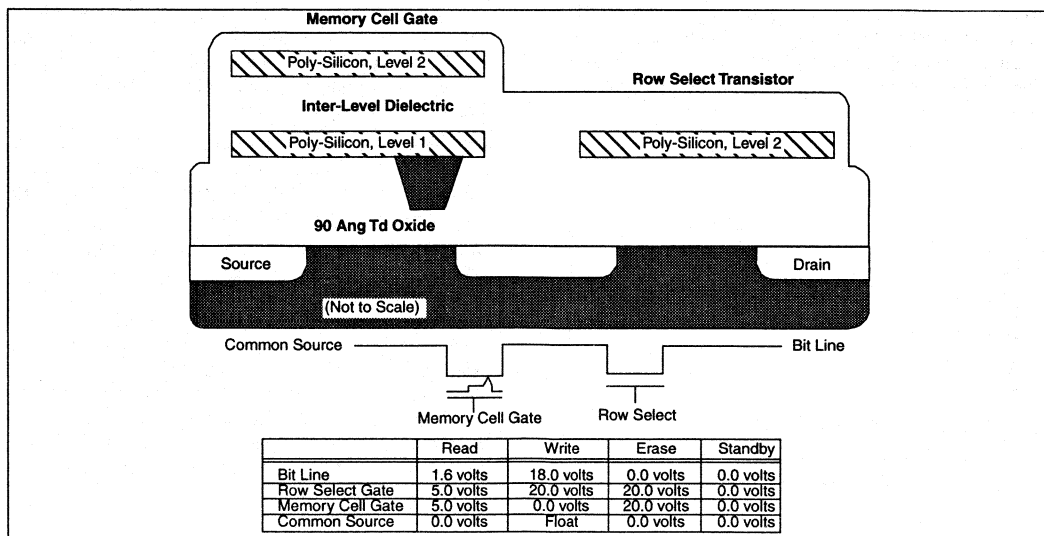 Memory Cell Gate
Poly-Silicon, Level 2
Row Select Transistor
Inter-Level Dielectric
Poly-Silicon, Level 1
Poly-Silicon, Level 2
90 Ang Td Oxide
Source
Drain
(Not to Scale)
Common Source
Bit Line
Memory Cell Gate
Row Select
Read Write Erase Standby
Bit Line 1.6 volts 18.0 volts 0.0 volts 0.0 volts
Row Select Gate 5.0 volts 20.0 volts 20.0 volts 0.0 volts
Memory Cell Gate 5.0 volts 0.0 volts 20.0 volts 0.0 volts
Common Source 0.0 volts Float 0.0 volts 0.0 volts